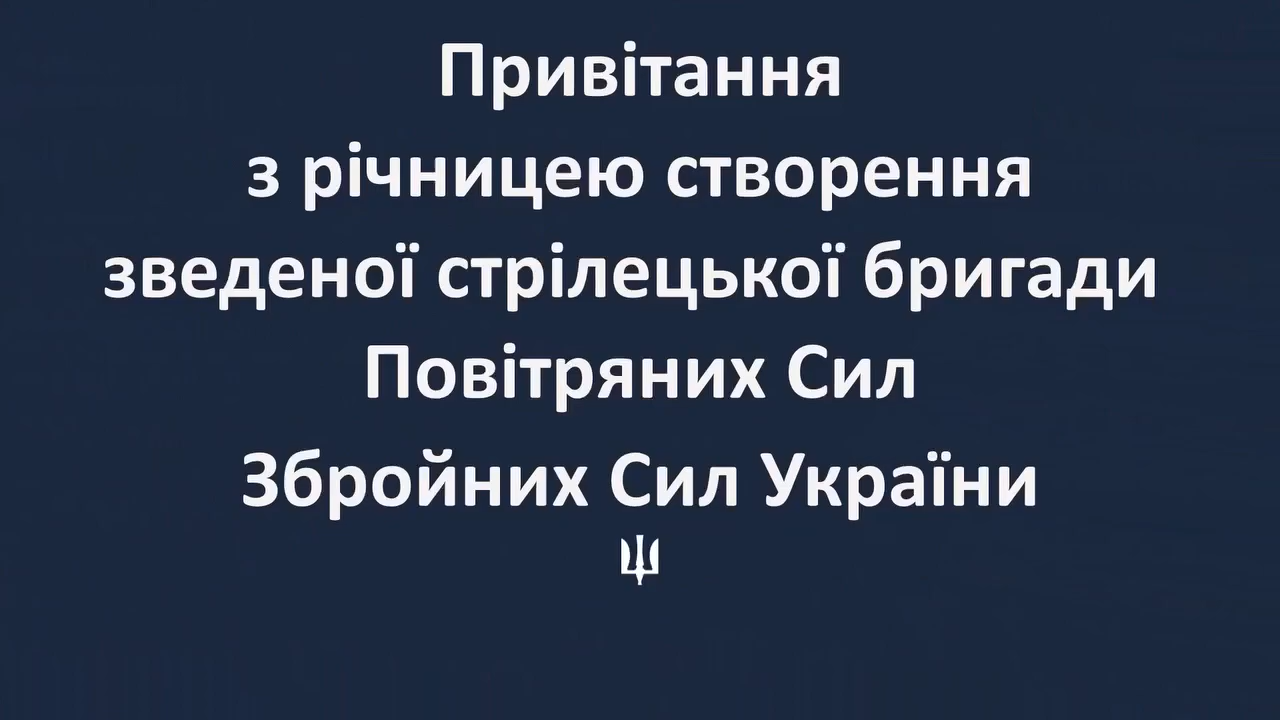 Привітання
з річницею створення
зведеної стрілецької бригади
Повітряних Сил
Збройних Сил України